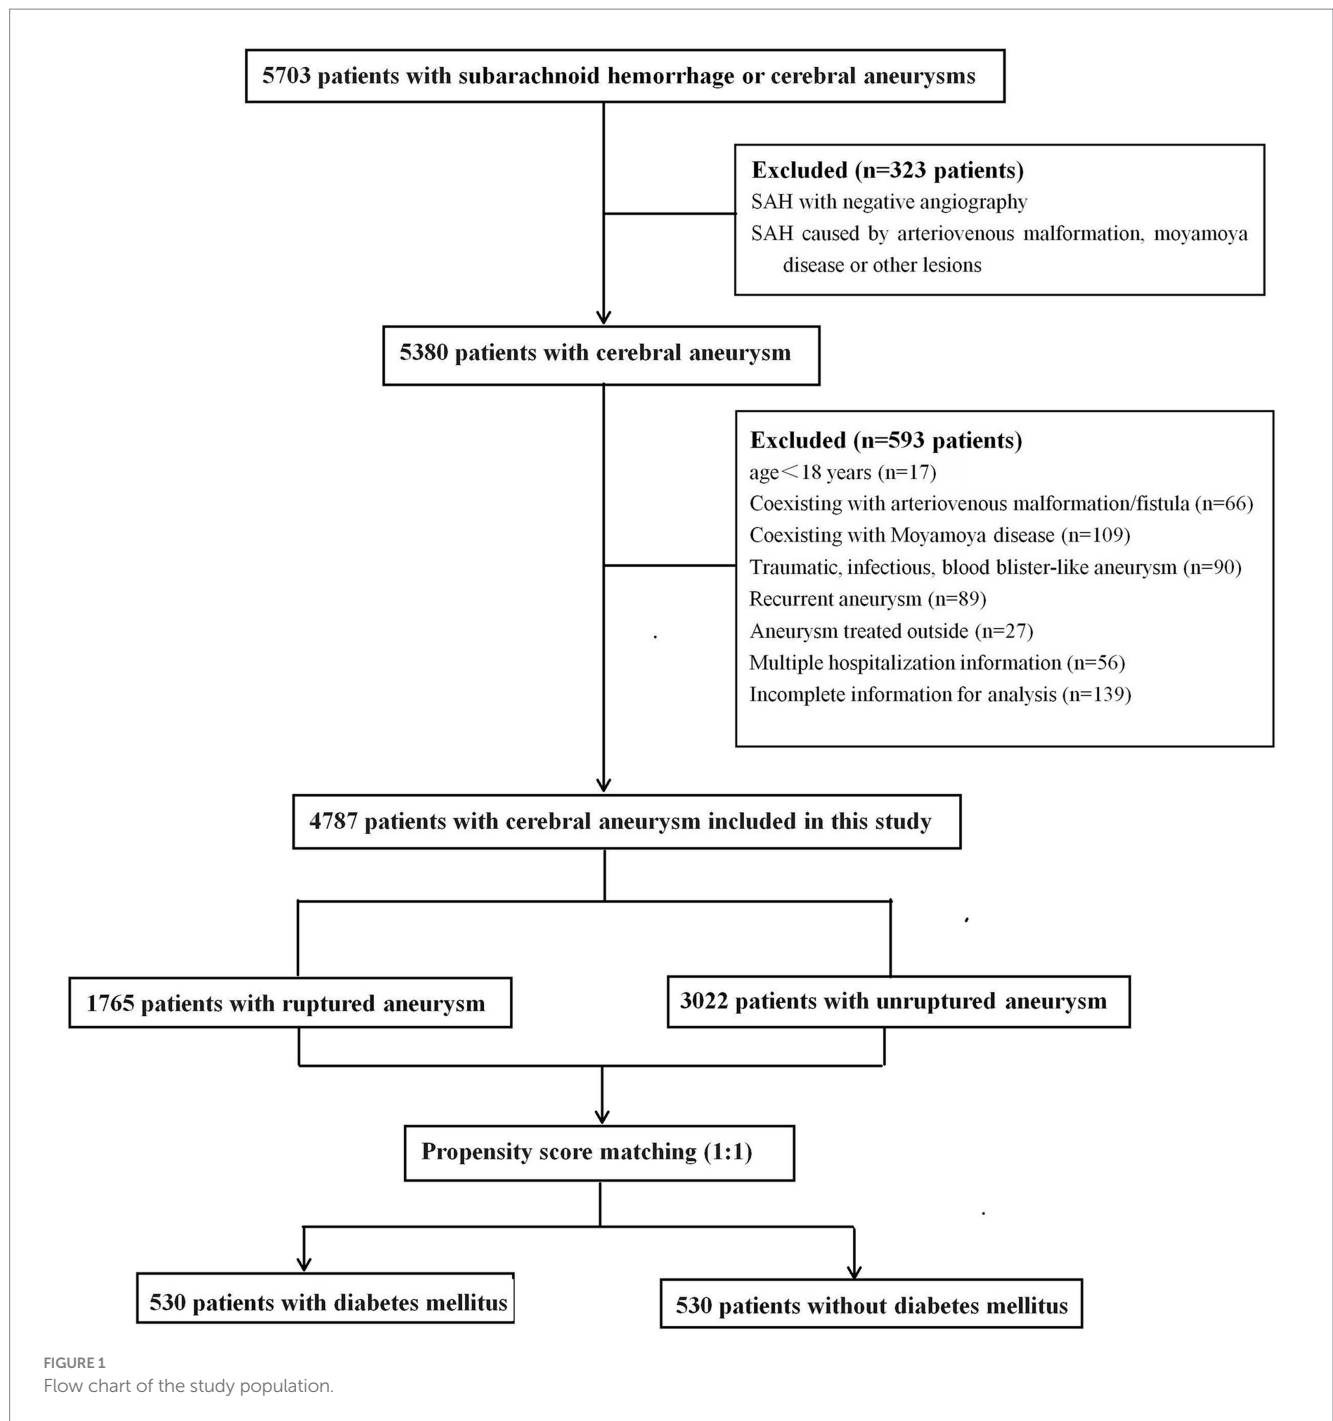 5703 patients with subarachnoid hemorrhage or cerebral aneurysms
Excluded (n=323 patients)
SAH with negative angiography
SAH caused by arteriovenous malformation, moyamoya
disease or other lesions
5380 patients with cerebral aneurysm
Excluded (n=593 patients)
age<18 years (n=17)
Coexisting with arteriovenous malformation/fistula (n=66)
Coexisting with Moyamoya disease (n=109)
Traumatic, infectious, blood blister-like aneurysm (n=90)
Recurrent aneurysm (n=89)
Aneurysm treated outside (n=27)
Multiple hospitalization information (n=56)
Incomplete information for analysis (n=139)
4787 patients with cerebral aneurysm included in this study
1765 patients with ruptured aneurysm
3022 patients with unruptured aneurysm
Propensity score matching (1:1)
530 patients with diabetes mellitus
530 patients without diabetes mellitus
FIGURE 1
Flow chart of the study population.